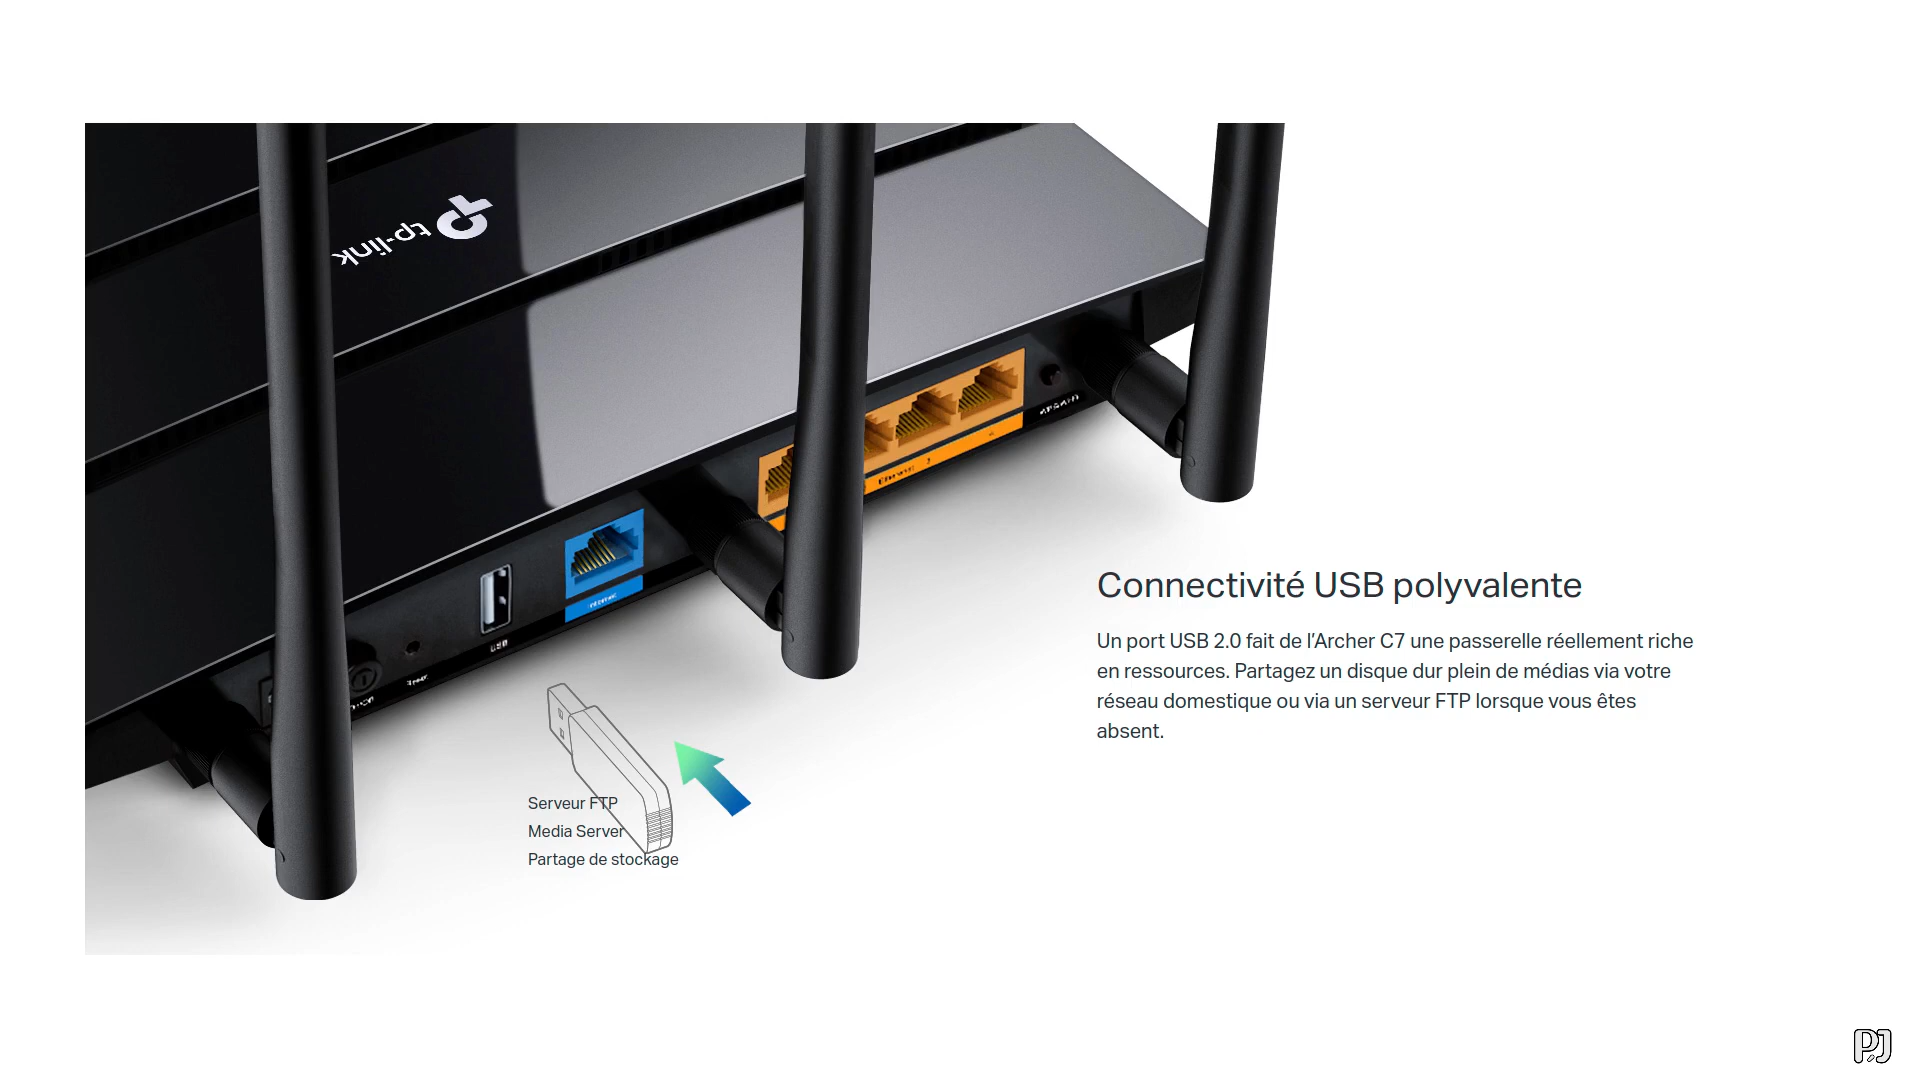 tp-link
USB
Connectivité USB polyvalente
Un port USB 2.0 fait de l'Archer C7 une passerelle réellement riche
en ressources. Partagez un disque dur plein de médias via votre
réseau domestique ou via un serveur FTP lorsque vous êtes
absent.
Serveur FTP
Media Server
Partage de stockage
PJ